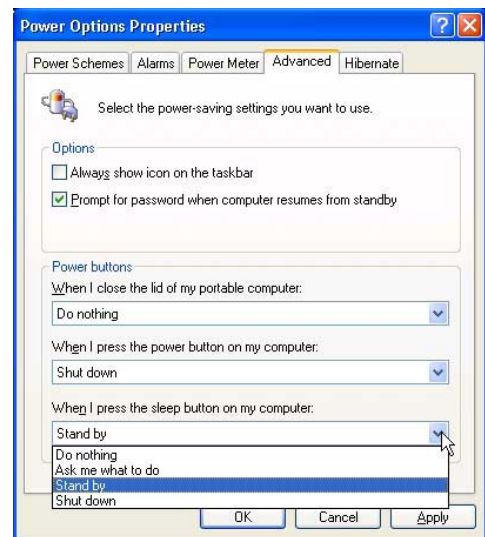 Power Options Properties
Power Schemes Alarms Power Meter Advanced Hibernate
Select the power-saving settings you want to use.
Options
Always show icon on the taskbar
Prompt for password when computer resumes from standby
Power buttons
When I close the lid of my portable computer:
Do nothing
When I press the power button on my computer:
Shut down
When I press the sleep button on my computer:
Stand by
Do nothing
Ask me what to do
Stand by
Shut down
OK Cancel Apply